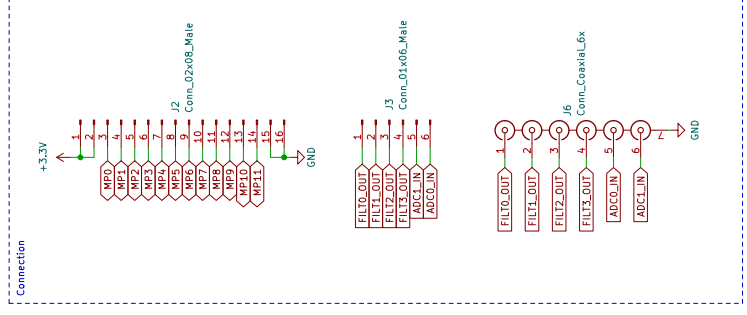 Conn_02x08_Male
J2
+3.3V
1
2
3
4
5
6
7
8
9
10
11
12
13
14
15
16
GND
MP0
MP1
MP2
MP3
MP4
MP5
MP6
MP7
MP8
MP9
MP10
MP11
Conn_01x06_Male
J3
1
2
3
4
5
6
FILT0_OUT
FILT1_OUT
FILT2_OUT
FILT3_OUT
ADC1_IN
ADC0_IN
Conn_Coaxial_6x
J6
1
2
3
4
5
6
7
GND
FILT0_OUT
FILT1_OUT
FILT2_OUT
FILT3_OUT
ADC0_IN
ADC1_IN
Connection